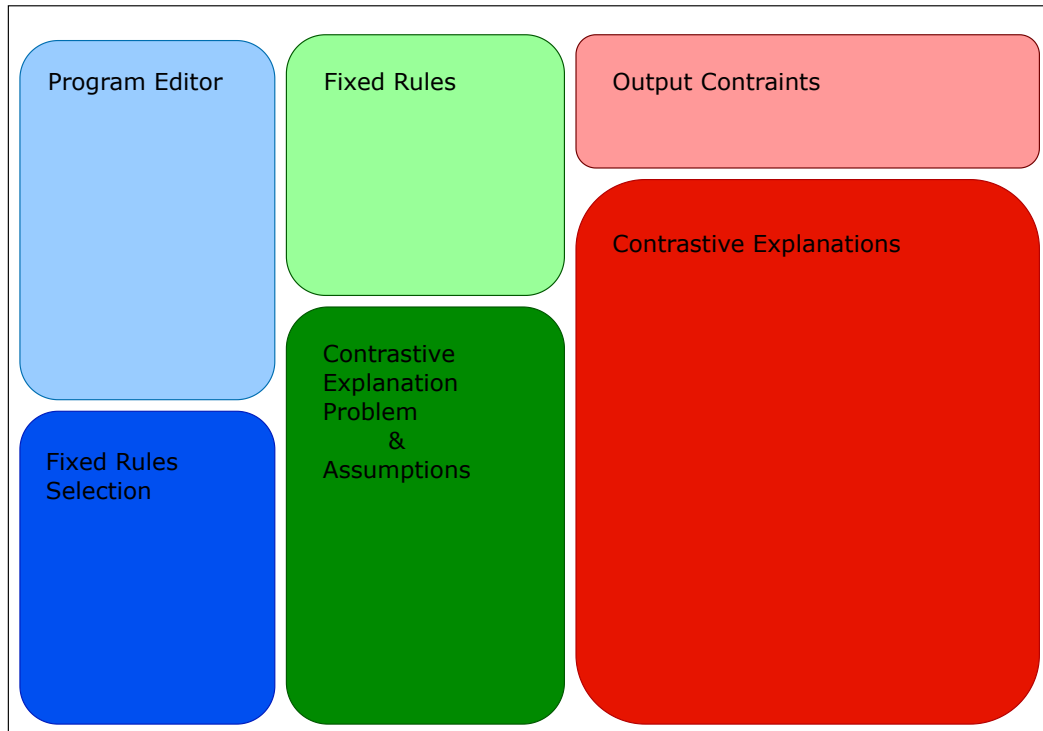 Program Editor
Fixed Rules
Selection
Fixed Rules
Contrastive
Explanation
Problem
&
Assumptions
Output Contraints
Contrastive Explanations